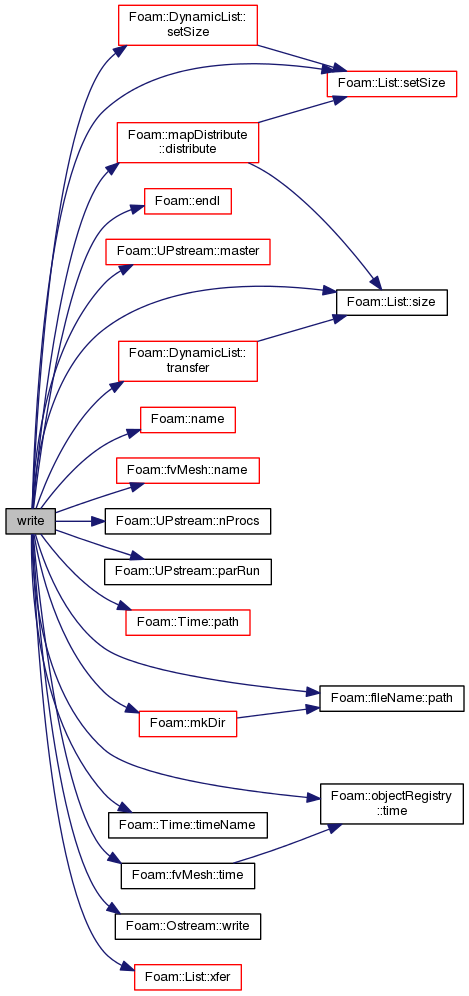 Foam::DynamicList::
setSize
Foam::List::setSize
Foam::mapDistribute
::distribute
Foam::endl
Foam::UPstream::master
Foam::List::size
Foam::DynamicList::
transfer
Foam::name
Foam::fvMesh::name
write
Foam::UPstream::nProcs
Foam::UPstream::parRun
Foam::Time::path
Foam::fileName::path
Foam::mkDir
Foam::objectRegistry
::time
Foam::Time::timeName
Foam::fvMesh::time
Foam::Ostream::write
Foam::List::xfer